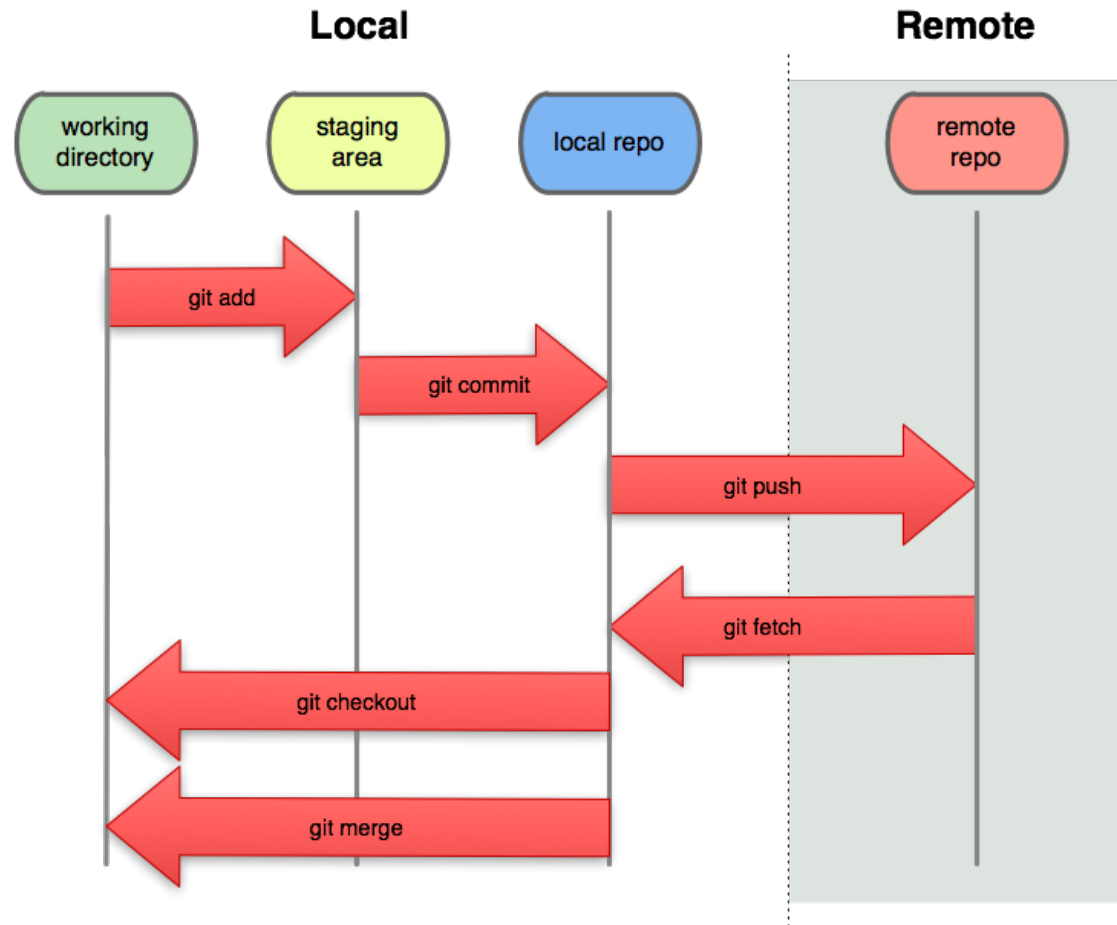 Local
Remote
working
directory
staging
area
local repo
remote
repo
git add
git commit
git push
git fetch
git checkout
git merge